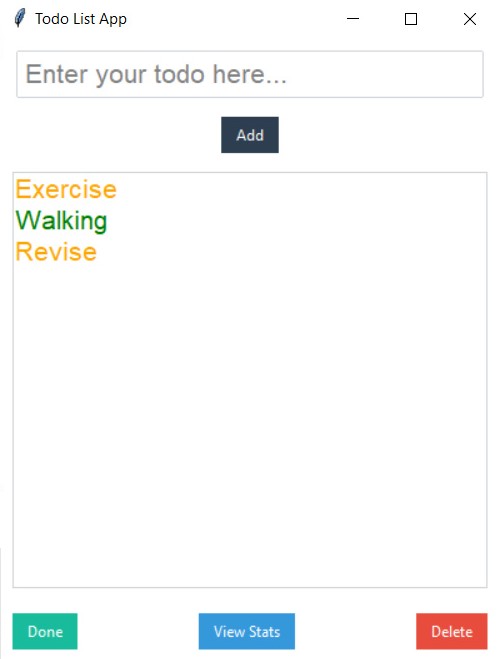 Todo List App
Enter your todo here...
Add
Exercise
Walking
Revise
Done View Stats Delete